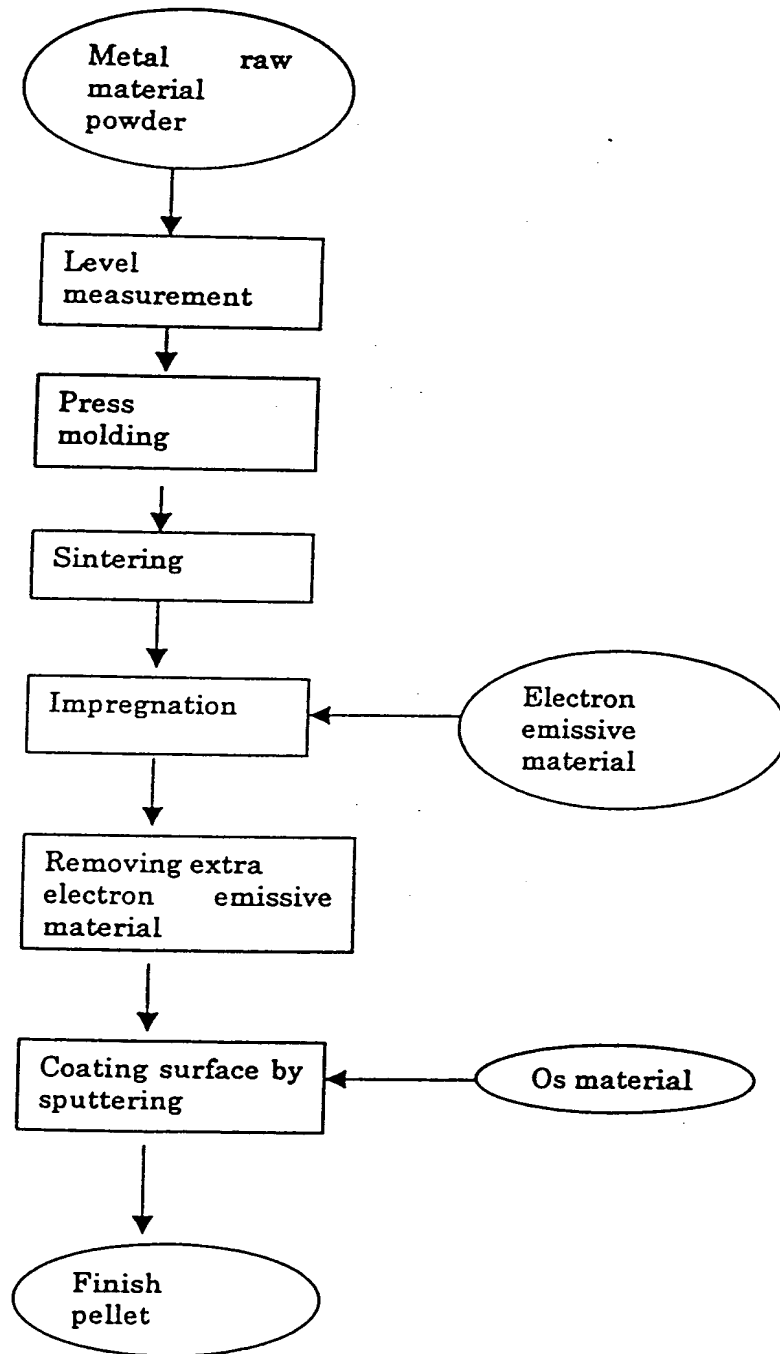 Metal raw
material
powder
Level
measurement
Press
molding
Sintering
Impregnation
Electron
emissive
material
Removing extra
electron emissive
material
Coating surface by
sputtering
Os material
Finish
pellet